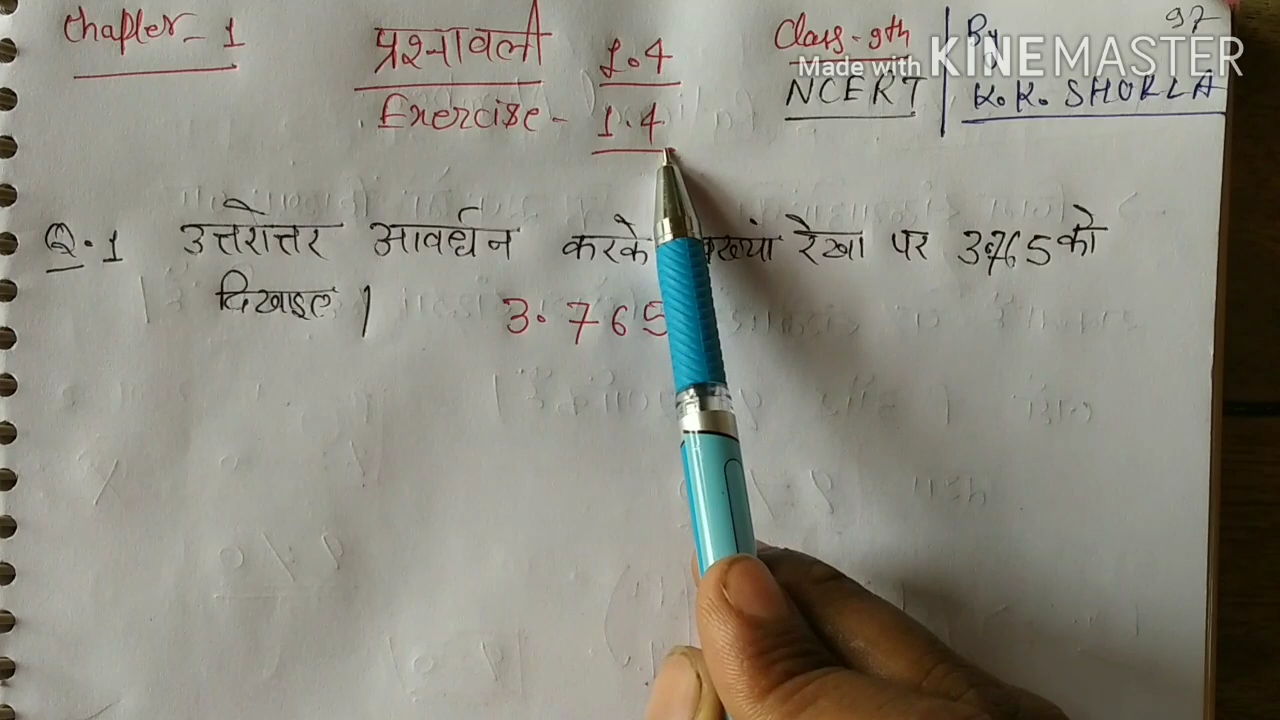 Chapter-1
प्रश्नावली 1.4
Exercise- 1.4
Class-9th
NCERT
By
K.K. SHUKLA
97
Made with KINEMASTER
Q.1 उत्तरोत्तर आवर्धन करके रेखा पर 3.765 को
दिखाइए |
3.765